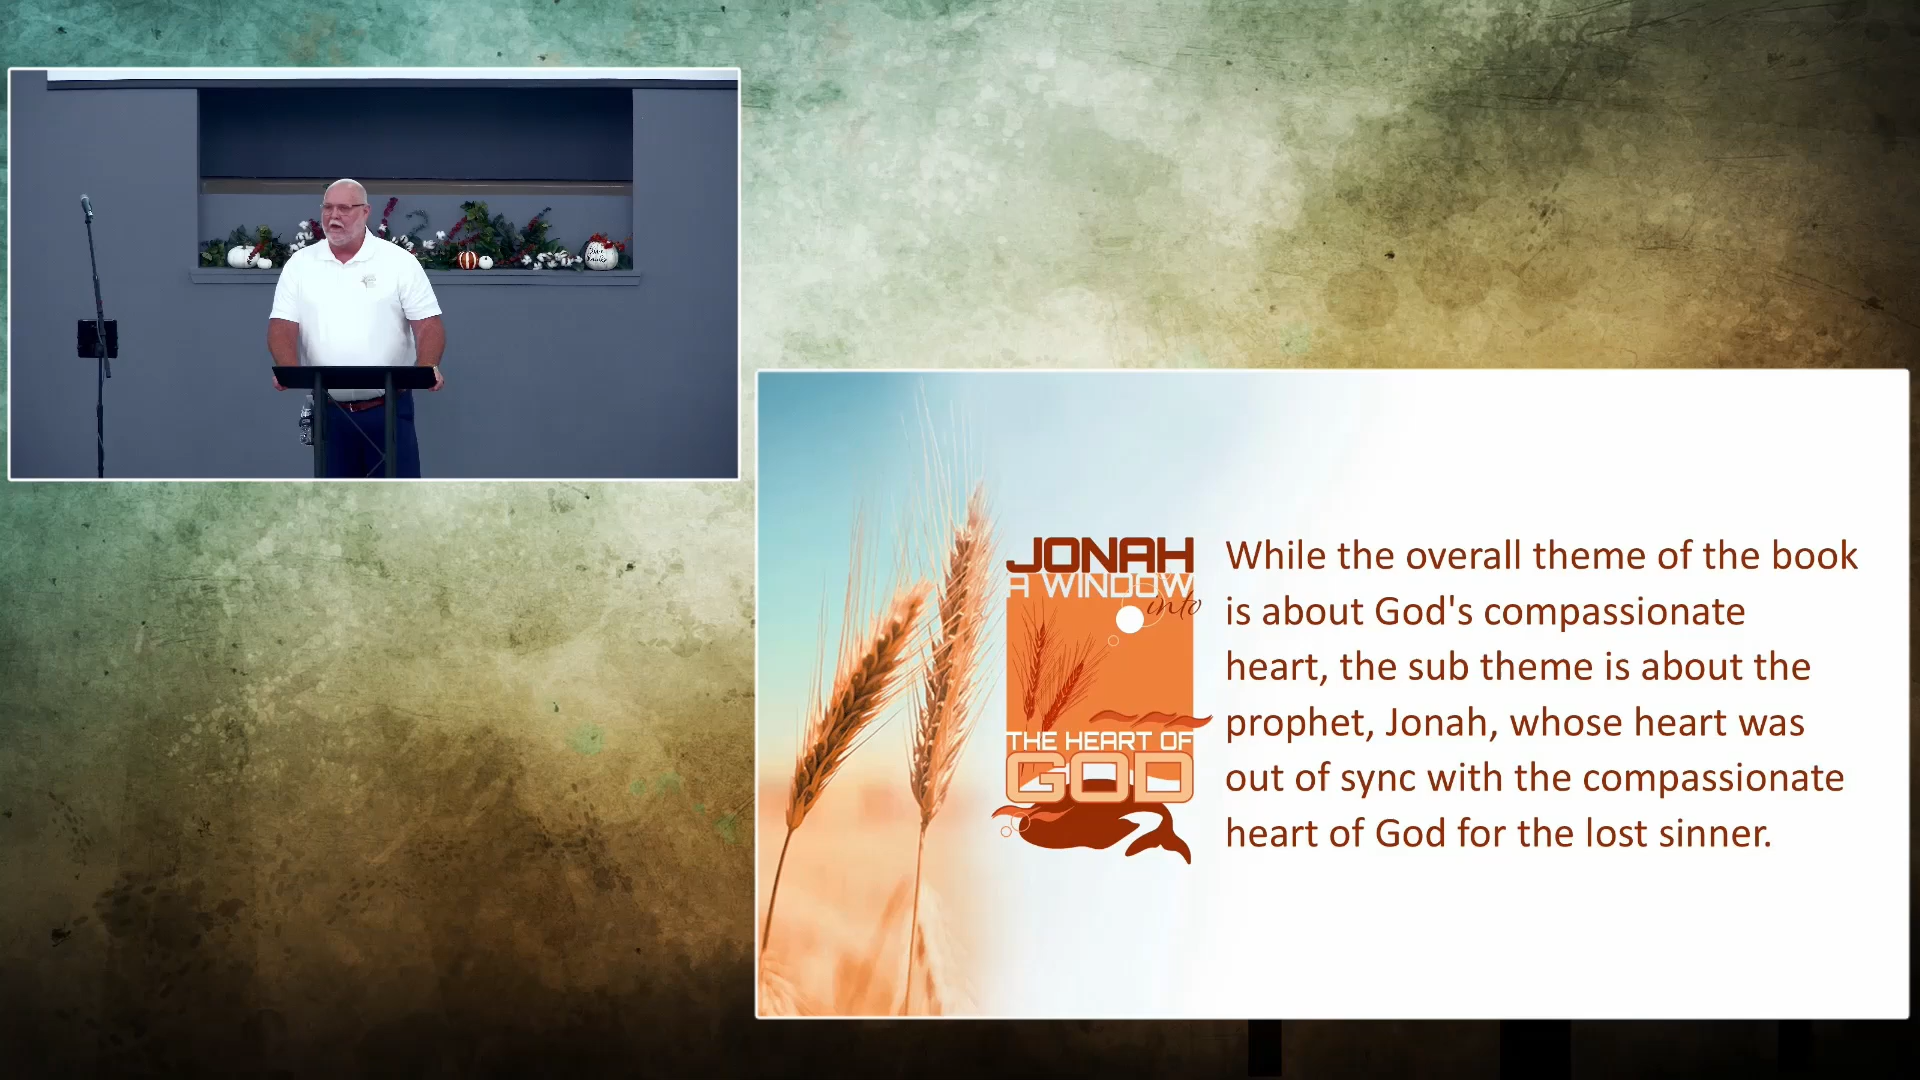 JONAH
A WINDOW
into
THE HEART OF
GOD
While the overall theme of the book
is about God's compassionate
heart, the sub theme is about the
prophet, Jonah, whose heart was
out of sync with the compassionate
heart of God for the lost sinner.